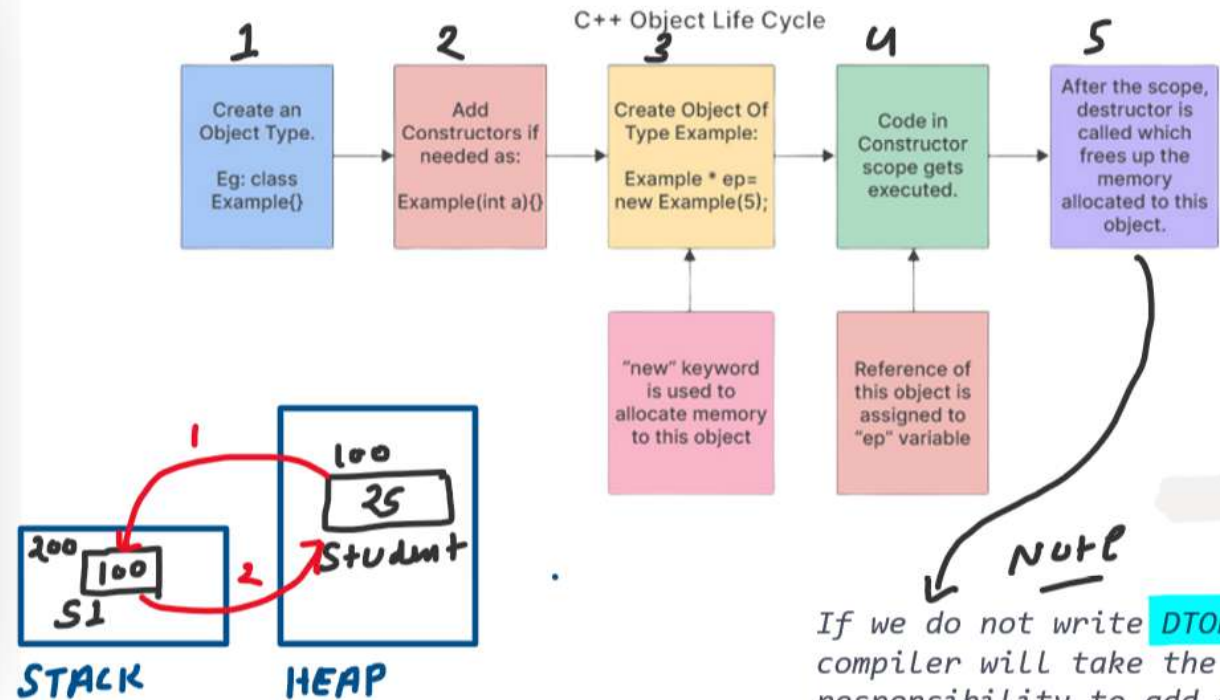 C++ Object Life Cycle
1
2
3
4
5
Create an
Object Type.
Eg: class
Example{}
Add
Constructors if
needed as:
Example(int a){}
Create Object Of
Type Example:
Example * ep=
new Example(5);
Code in
Constructor
scope gets
executed.
After the scope,
destructor is
called which
frees up the
memory
allocated to this
object.
"new" keyword
is used to
allocate memory
to this object
Reference of
this object is
assigned to
"ep" variable
1
100
25
Student
200
100
S1
2
STACK
HEAP
Note
If we do not write
compiler will take the
responsibility to add